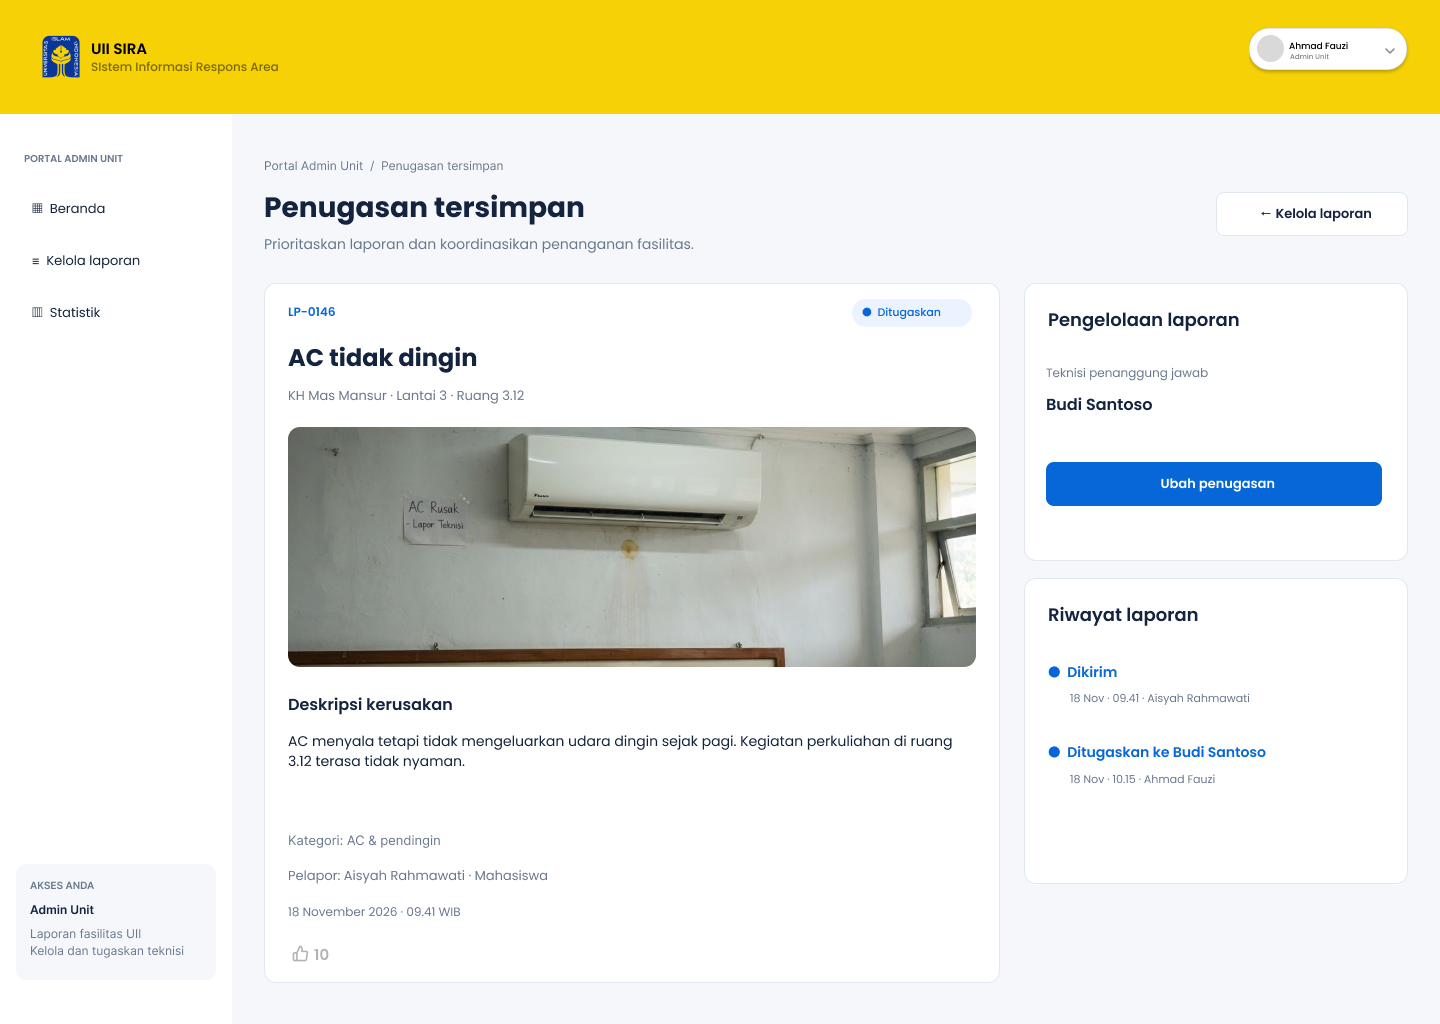 UNIVERSITAS ISLAM INDONESIA
UII SIRA
SIstem Informasi Respons Area
Ahmad Fauzi
Admin Unit
PORTAL ADMIN UNIT
Beranda
Kelola laporan
Statistik
AKSES ANDA
Admin Unit
Laporan fasilitas UII
Kelola dan tugaskan teknisi
Portal Admin Unit / Penugasan tersimpan
Penugasan tersimpan
Prioritaskan laporan dan koordinasikan penanganan fasilitas.
← Kelola laporan
LP-0146
Ditugaskan
AC tidak dingin
KH Mas Mansur · Lantai 3 · Ruang 3.12
AC Rusak
- Lapor Teknisi
Deskripsi kerusakan
AC menyala tetapi tidak mengeluarkan udara dingin sejak pagi. Kegiatan perkuliahan di ruang
3.12 terasa tidak nyaman.
Kategori: AC & pendingin
Pelapor: Aisyah Rahmawati · Mahasiswa
18 November 2026 · 09.41 WIB
10
Pengelolaan laporan
Teknisi penanggung jawab
Budi Santoso
Ubah penugasan
Riwayat laporan
Dikirim
18 Nov · 09.41 · Aisyah Rahmawati
Ditugaskan ke Budi Santoso
18 Nov · 10.15 · Ahmad Fauzi